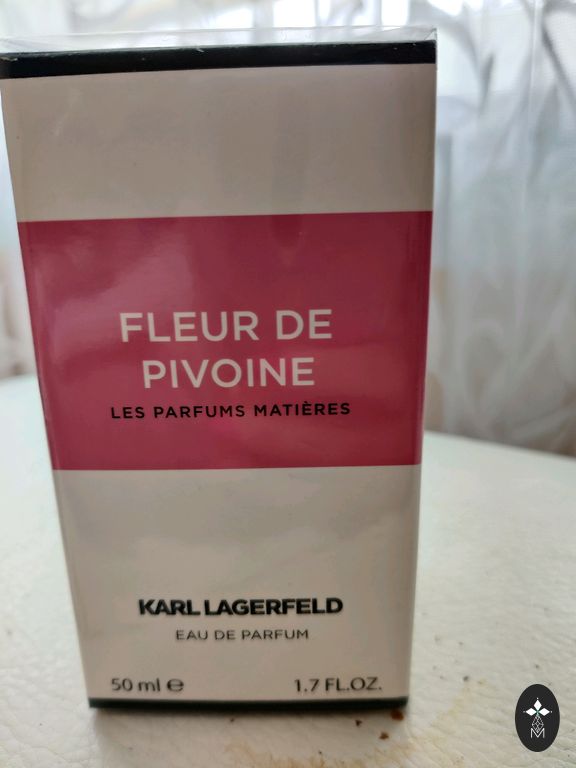 FLEUR DE
PIVOINE
LES PARFUMS MATIÈRES
KARL LAGERFELD
EAU DE PARFUM
50 ml ℮ 1.7 FL.OZ.
M